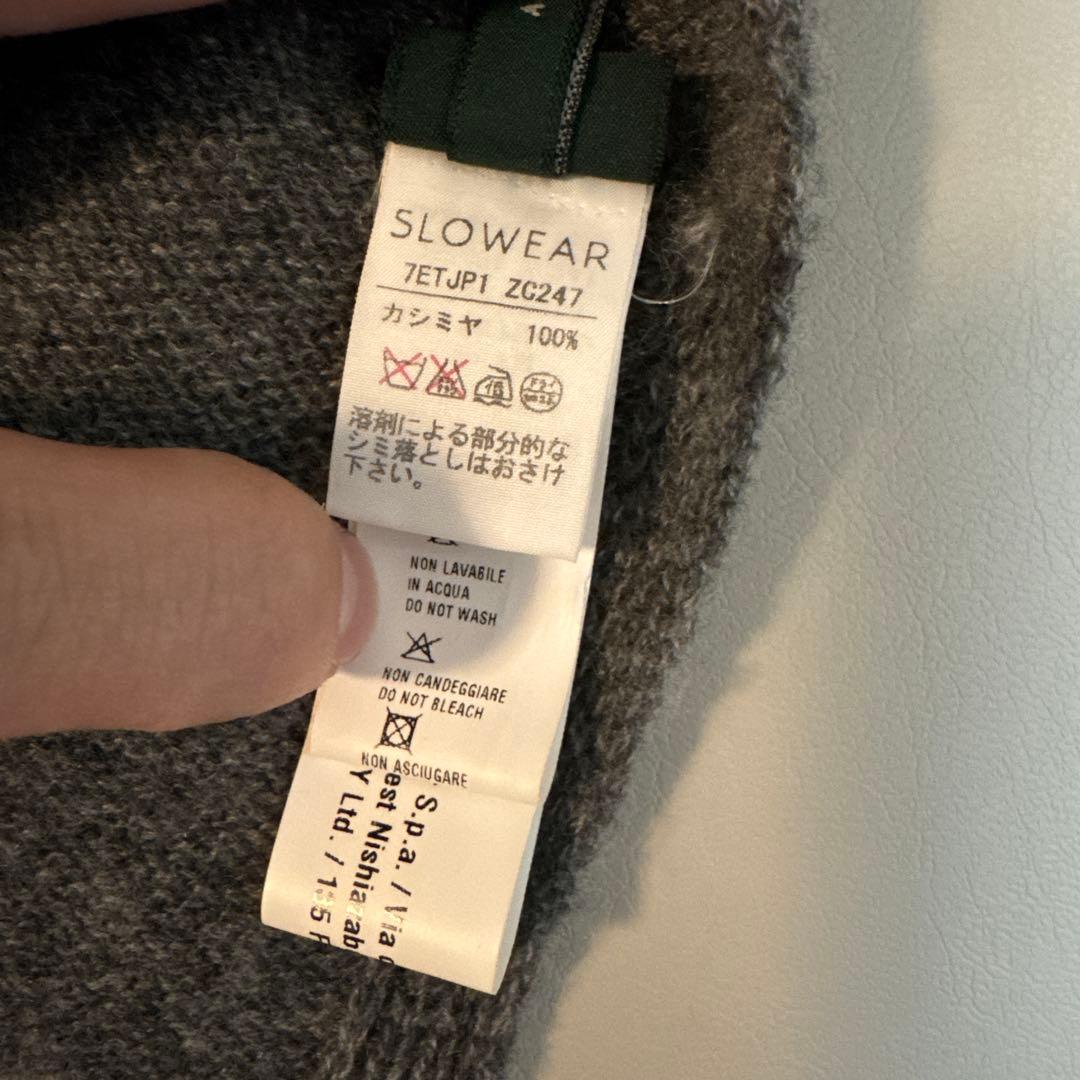 SLOWEAR
7ETJP1 ZC247
カシミヤ 100%
溶剤による部分的な
シミ落としはおさけ
下さい。
NON LAVABILE
IN ACQUA
DO NOT WASH
NON CANDEGGIARE
DO NOT BLEACH
NON ASCIUGARE
S.p.a. / Via
est Nishiazab
Y Ltd. / 135